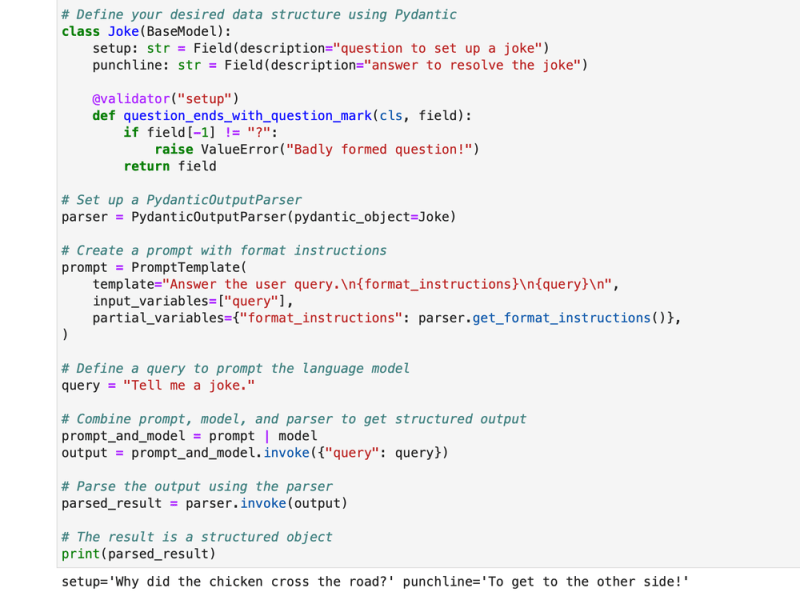 # Define your desired data structure using Pydantic
class Joke(BaseModel):
    setup: str = Field(description="question to set up a joke")
    punchline: str = Field(description="answer to resolve the joke")

    @validator("setup")
    def question_ends_with_question_mark(cls, field):
        if field[-1] != "?":
            raise ValueError("Badly formed question!")
        return field

# Set up a PydanticOutputParser
parser = PydanticOutputParser(pydantic_object=Joke)

# Create a prompt with format instructions
prompt = PromptTemplate(
    template="Answer the user query.\n{format_instructions}\n{query}\n",
    input_variables=["query"],
    partial_variables={"format_instructions": parser.get_format_instructions()},
)

# Define a query to prompt the language model
query = "Tell me a joke."

# Combine prompt, model, and parser to get structured output
prompt_and_model = prompt | model
output = prompt_and_model.invoke({"query": query})

# Parse the output using the parser
parsed_result = parser.invoke(output)

# The result is a structured object
print(parsed_result)
setup='Why did the chicken cross the road?' punchline='To get to the other side!'